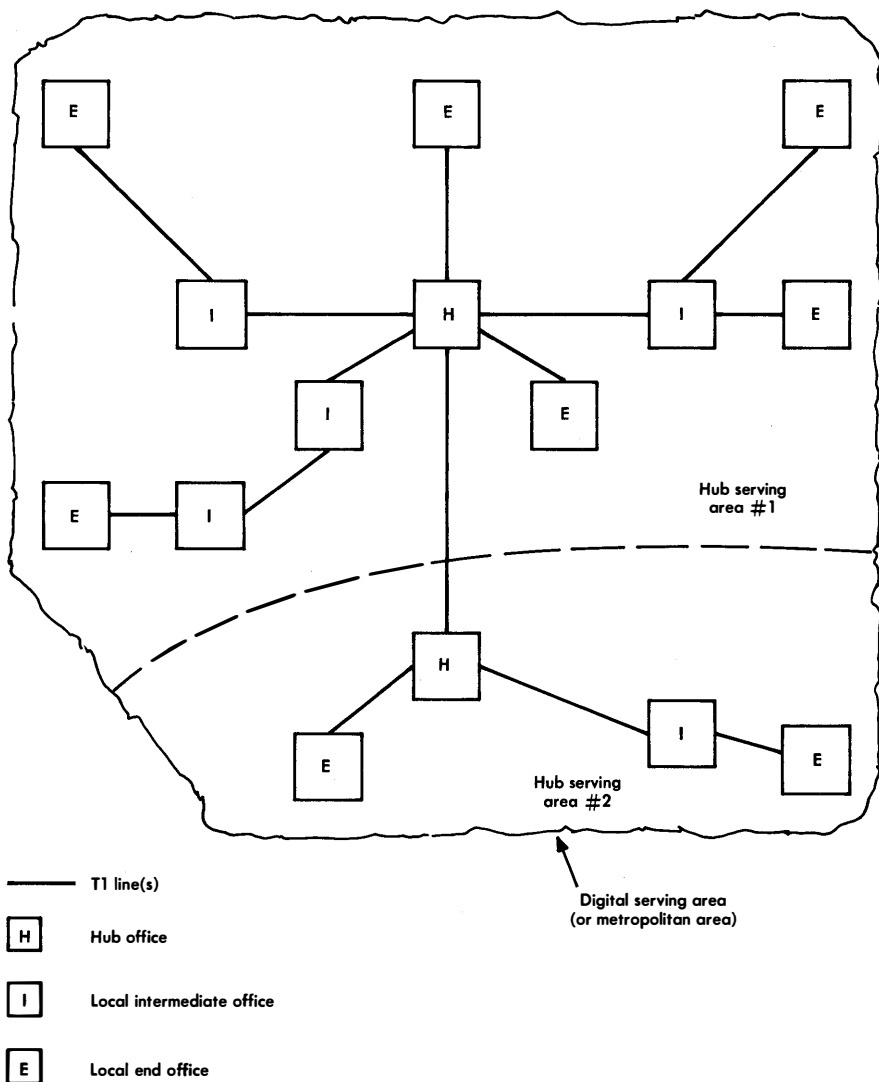 E
E
E
I
H
I
E
I
E
E
I
Hub serving
area #1
H
I
E
E
Hub serving
area #2
T1 line(s)
Digital serving area
(or metropolitan area)
H Hub office
I Local intermediate office
E Local end office